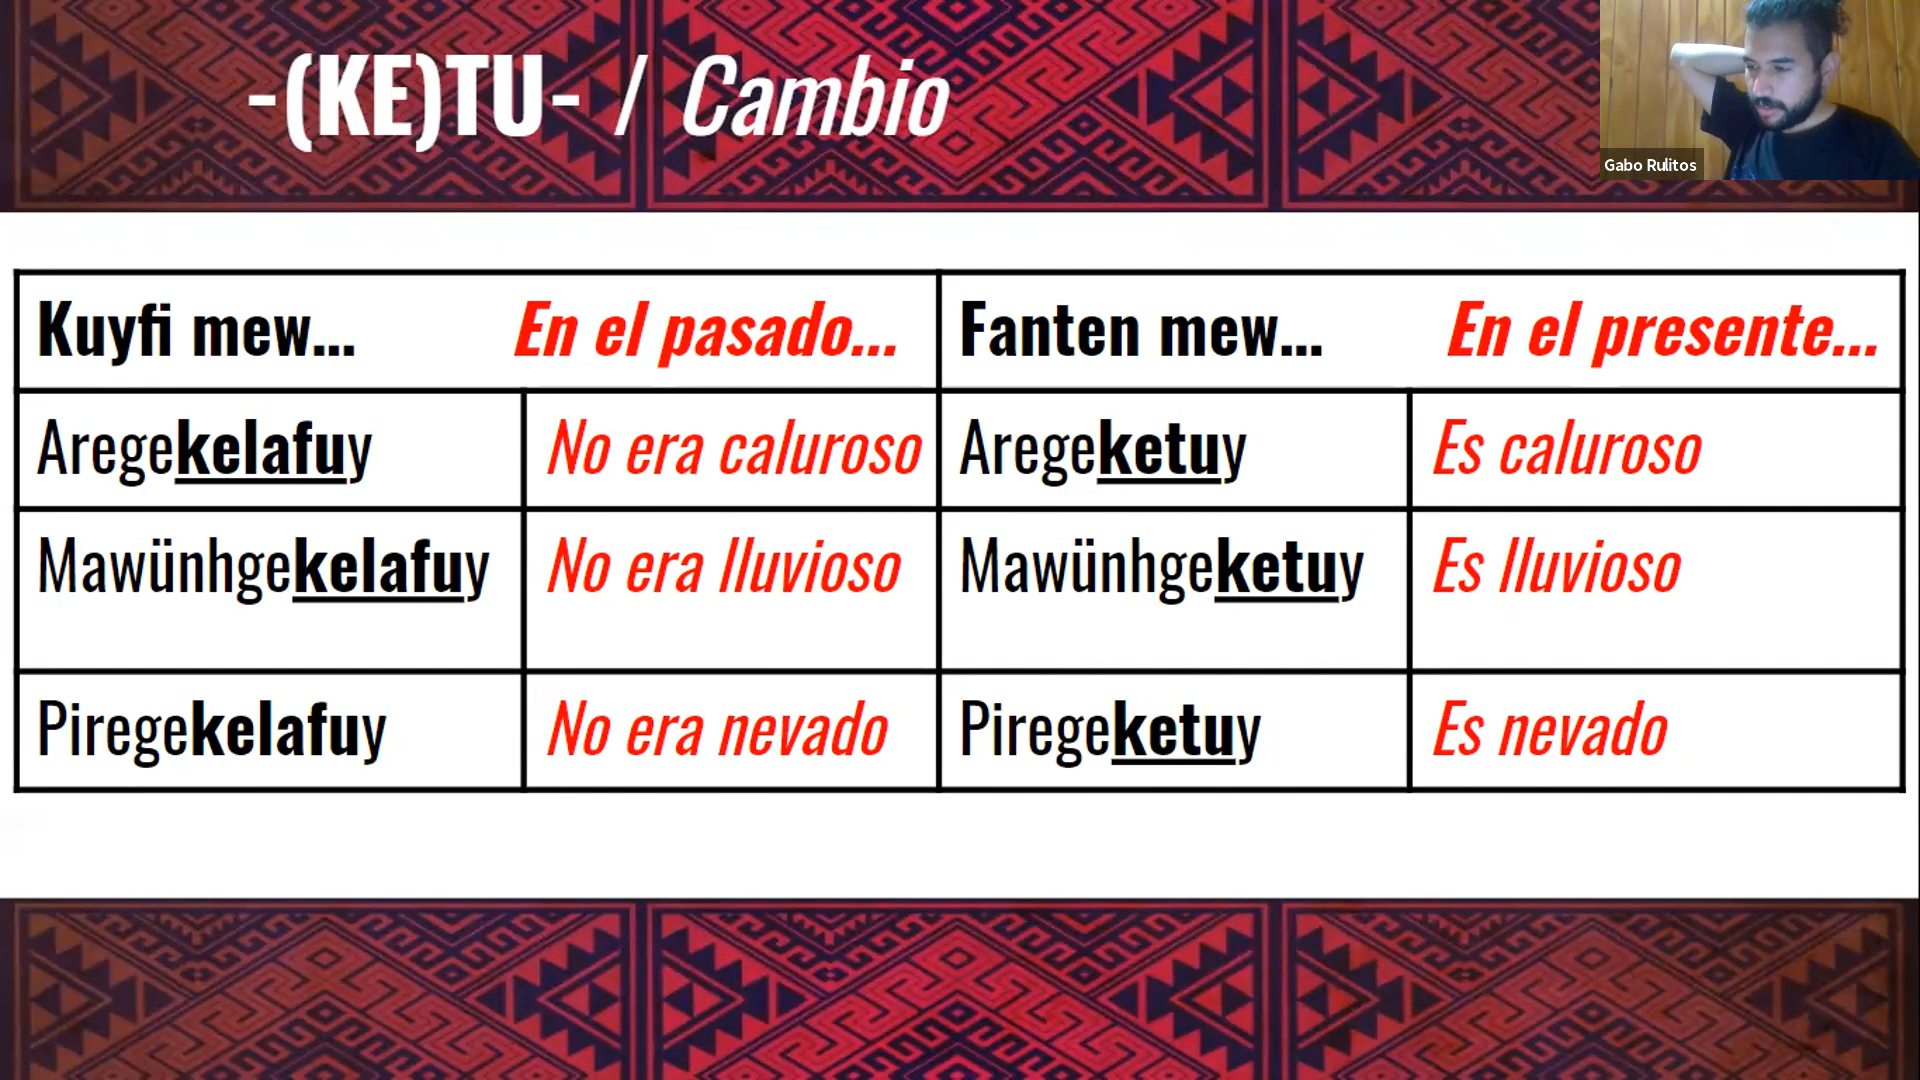 -(KE)TU- / Cambio
Gabo Rulitos
Kuyfi mew... En el pasado... Fanten mew... En el presente...
Aregekelafuy No era caluroso Aregeketuy Es caluroso
Mawünhgekelafuy No era lluvioso Mawünhgeketuy Es lluvioso
Piregekelafuy No era nevado Piregeketuy Es nevado